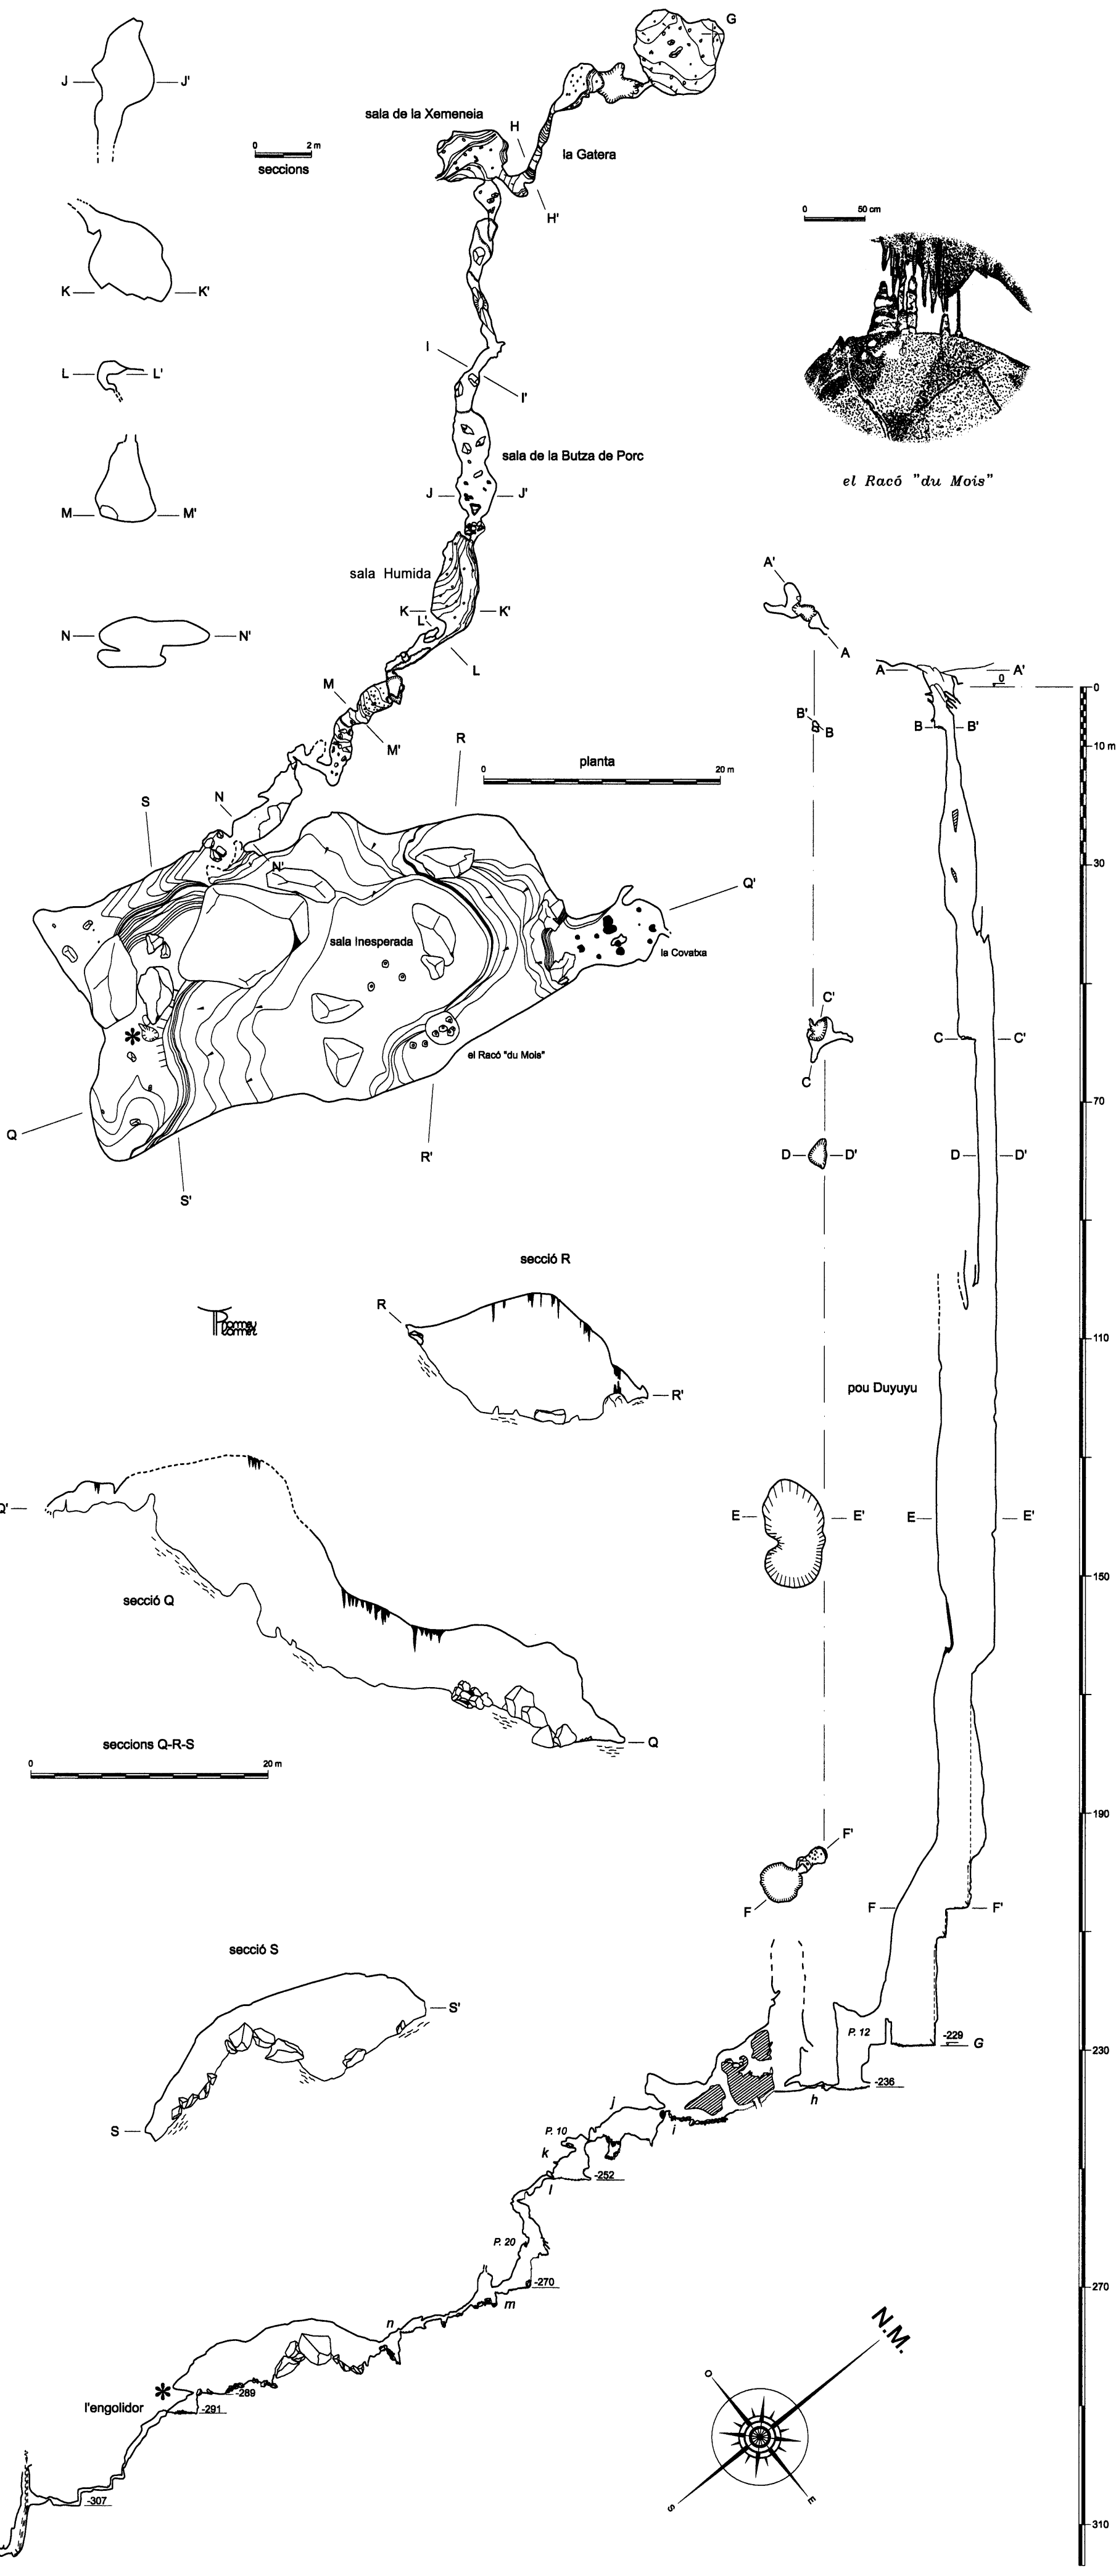 G
J
J'
sala de la Xemeneia
H
0 2 m
seccions
la Gatera
H'
0 50 cm
K
K'
I
L
L'
I'
sala de la Butza de Porc
el Racó "du Mois"
J
J'
M
M'
A'
sala Humida
K
K'
L'
N
N'
A
L
A
A'
0
0
M
B'
B
B
B'
M'
R
10 m
planta
0 20 m
N
S
N'
30
Q'
sala Inesperada
la Covatxa
C'
*
C
C'
el Racó "du Mois"
C
70
Q
D
D'
D
D'
R'
S'
secció R
R
110
R'
pou Duyuyu
Q'
E
E'
E
E'
150
secció Q
Q
seccions Q-R-S
0 20 m
190
F'
F
F
F'
secció S
S'
P. 12
-229
G
230
-236
h
S
j
i
P. 10
k
-252
l
P. 20
-270
270
m
n
N.M.
O
*
-289
l'engolidor
-291
S
E
-307
310